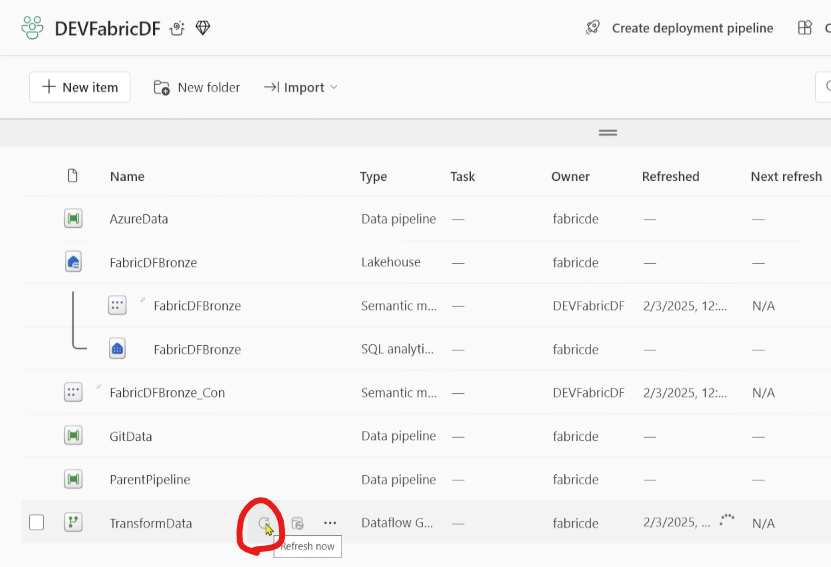 DEVFabricDF
Create deployment pipeline
New item
New folder
Import
Name Type Task Owner Refreshed Next refresh
AzureData Data pipeline — fabricde — —
FabricDFBronze Lakehouse — fabricde — —
FabricDFBronze Semantic m... — DEVFabricDF 2/3/2025, 12:... N/A
FabricDFBronze SQL analyti... — fabricde — —
FabricDFBronze_Con Semantic m... — DEVFabricDF 2/3/2025, 12:... N/A
GitData Data pipeline — fabricde — —
ParentPipeline Data pipeline — fabricde — —
TransformData ... Dataflow G... — fabricde 2/3/2025, ... N/A
Refresh now